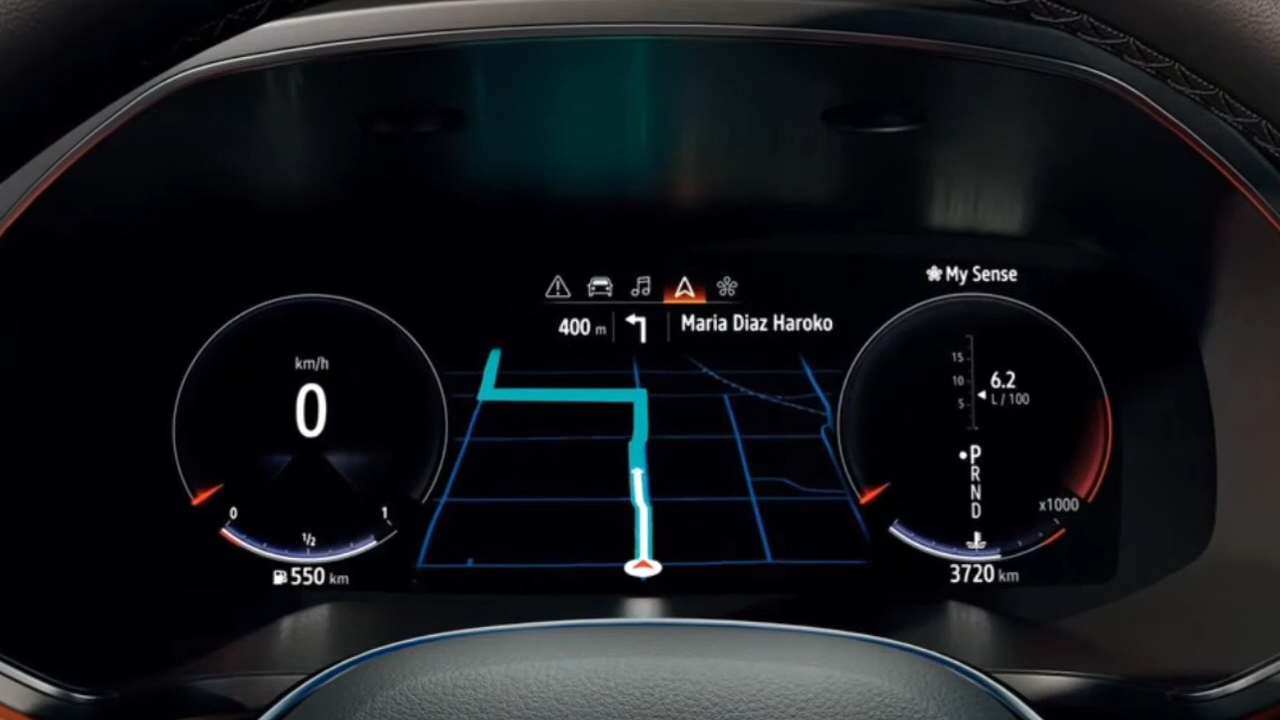 My Sense
400 m
Maria Diaz Haroko
km/h
0
15
10
5
6.2
L / 100
P
R
N
D
x1000
0
1/2
1
550 km
3720 km